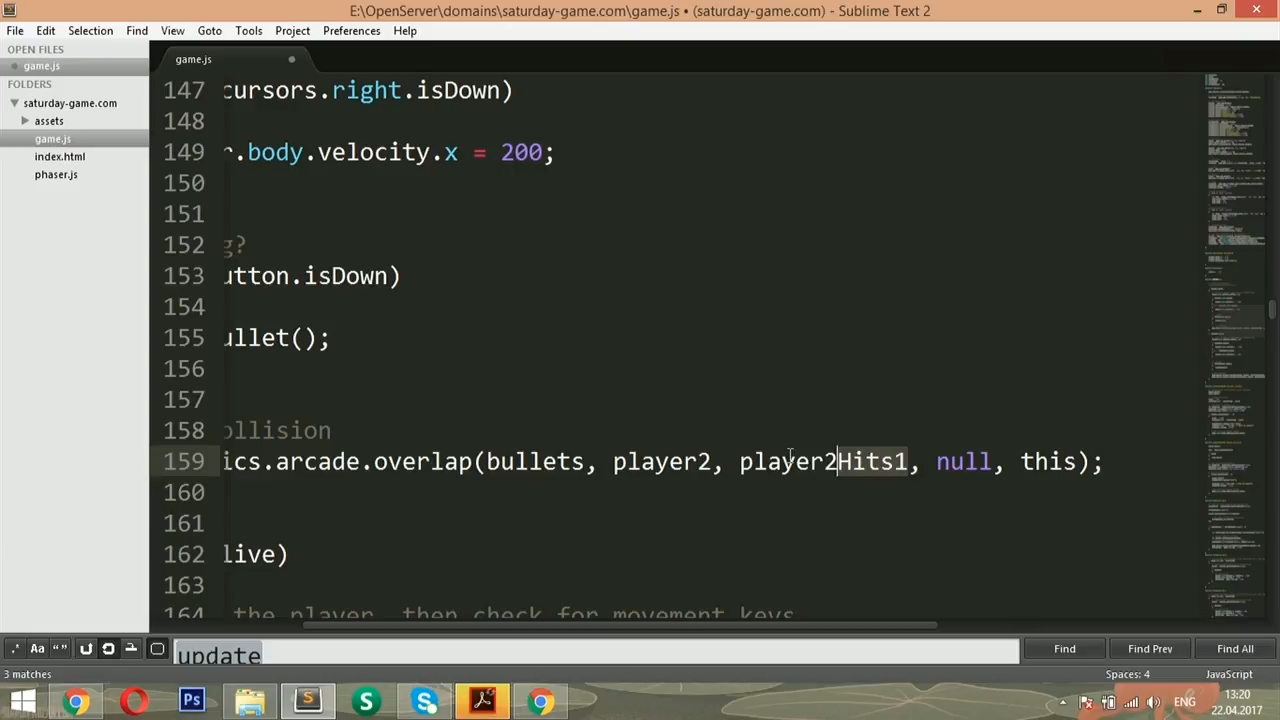 E:\OpenServer\domains\saturday-game.com\game.js • (saturday-game.com) - Sublime Text 2
File Edit Selection Find View Goto Tools Project Preferences Help
OPEN FILES
game.js
FOLDERS
saturday-game.com
assets
game.js
index.html
phaser.js
game.js
147 cursors.right.isDown)
148
149 r.body.velocity.x = 200;
150
151
152 g?
153 utton.isDown)
154
155 ullet();
156
157
158 ollision
159 ics.arcade.overlap(bullets, player2, player2Hits1, null, this);
160
161
162 live)
163
164 the player, then check for movement keys
.* Aa “ ” update Find Find Prev Find All
3 matches Spaces: 4 JavaScript
Ps S S ENG 13:20
22.04.2017